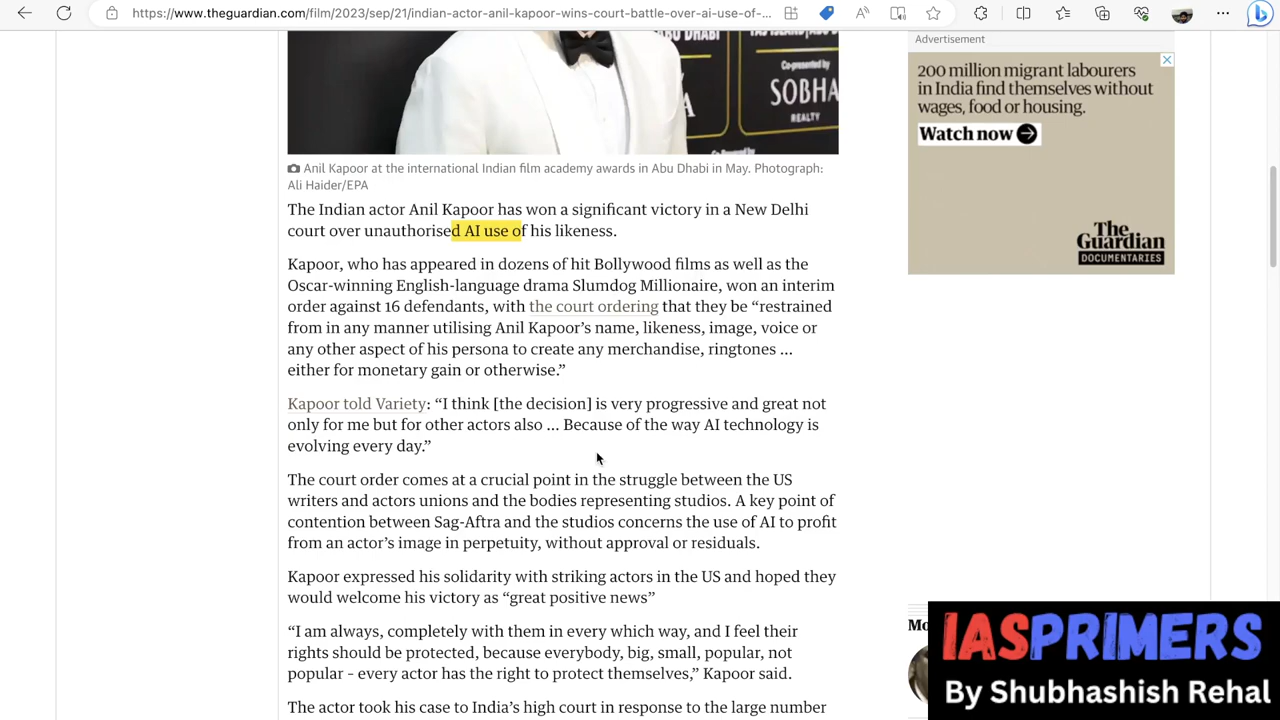 https://www.theguardian.com/film/2023/sep/21/indian-actor-anil-kapoor-wins-court-battle-over-ai-use-of-...
Advertisement
ABU DHABI
Co-presented by
SOBHA
REALTY
200 million migrant labourers
in India find themselves without
wages, food or housing.
Watch now
The
Guardian
DOCUMENTARIES
Anil Kapoor at the international Indian film academy awards in Abu Dhabi in May. Photograph:
Ali Haider/EPA
The Indian actor Anil Kapoor has won a significant victory in a New Delhi
court over unauthorised AI use of his likeness.
Kapoor, who has appeared in dozens of hit Bollywood films as well as the
Oscar-winning English-language drama Slumdog Millionaire, won an interim
order against 16 defendants, with the court ordering that they be “restrained
from in any manner utilising Anil Kapoor’s name, likeness, image, voice or
any other aspect of his persona to create any merchandise, ringtones …
either for monetary gain or otherwise.”
Kapoor told Variety: “I think [the decision] is very progressive and great not
only for me but for other actors also … Because of the way AI technology is
evolving every day.”
The court order comes at a crucial point in the struggle between the US
writers and actors unions and the bodies representing studios. A key point of
contention between Sag-Aftra and the studios concerns the use of AI to profit
from an actor’s image in perpetuity, without approval or residuals.
Kapoor expressed his solidarity with striking actors in the US and hoped they
would welcome his victory as “great positive news”
“I am always, completely with them in every which way, and I feel their
rights should be protected, because everybody, big, small, popular, not
popular – every actor has the right to protect themselves,” Kapoor said.
The actor took his case to India’s high court in response to the large number
IASPRIMERS
By Shubhashish Rehal